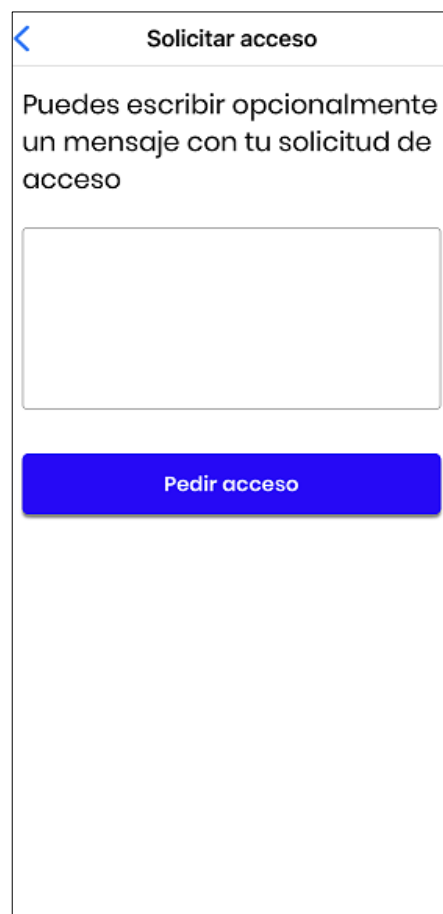 Solicitar acceso
Puedes escribir opcionalmente
un mensaje con tu solicitud de
acceso
Pedir acceso